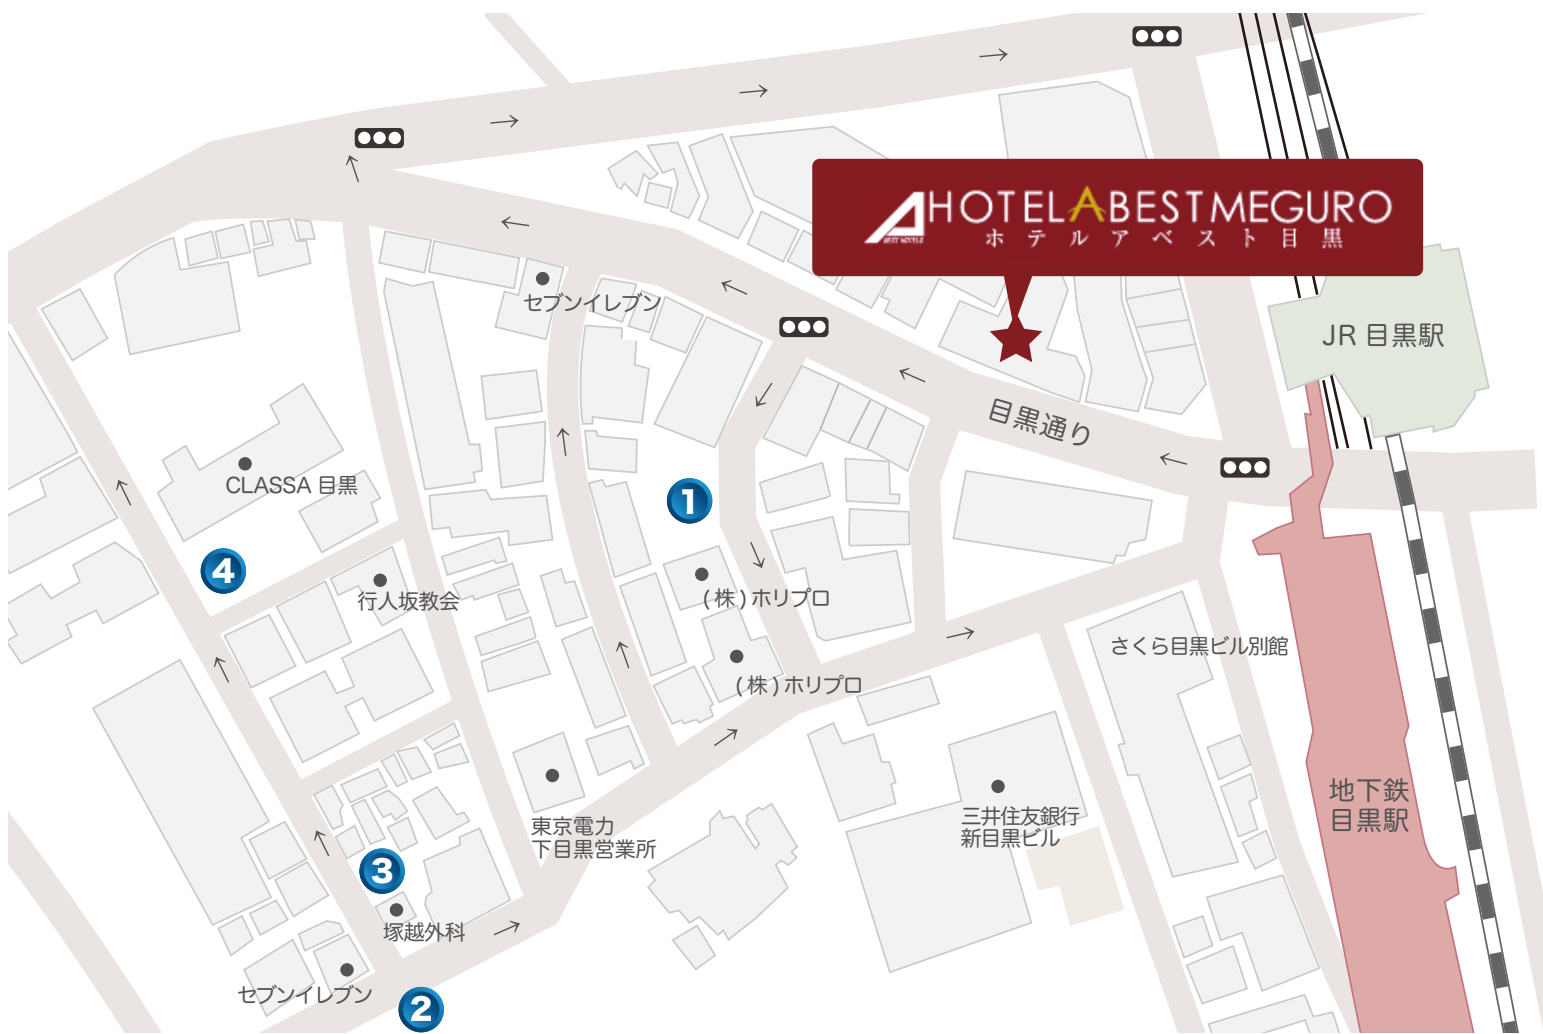 HOTEL ABEST MEGURO
BEST HOTELS
ホテルアベスト目黒
セブンイレブン
JR 目黒駅
目黒通り
CLASSA 目黒
1
4
行人坂教会
(株)ホリプロ
さくら目黒ビル別館
(株)ホリプロ
地下鉄
目黒駅
東京電力
下目黒営業所
三井住友銀行
新目黒ビル
3
塚越外科
セブンイレブン
2